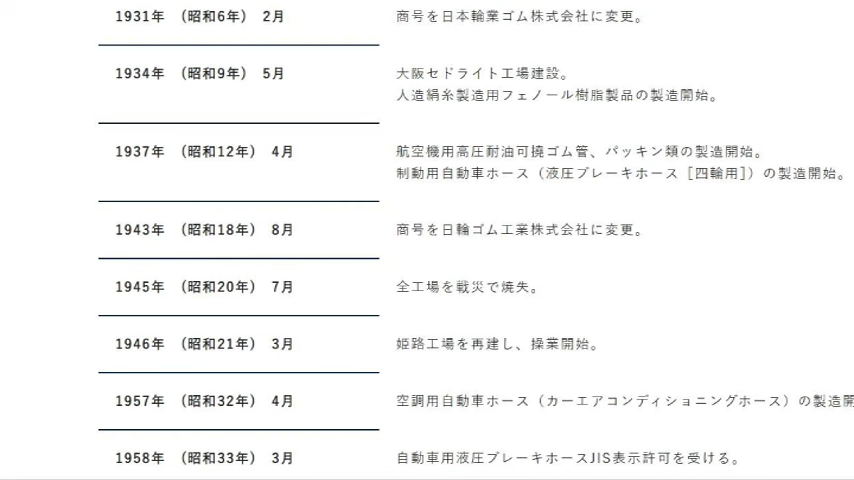 1931年 （昭和6年） 2月 商号を日本輪業ゴム株式会社に変更。
1934年 （昭和9年） 5月 大阪セドライト工場建設。
人造絹糸製造用フェノール樹脂製品の製造開始。
1937年 （昭和12年） 4月 航空機用高圧耐油可撓ゴム管、パッキン類の製造開始。
制動用自動車ホース（液圧ブレーキホース［四輪用］）の製造開始。
1943年 （昭和18年） 8月 商号を日輪ゴム工業株式会社に変更。
1945年 （昭和20年） 7月 全工場を戦災で焼失。
1946年 （昭和21年） 3月 姫路工場を再建し、操業開始。
1957年 （昭和32年） 4月 空調用自動車ホース（カーエアコンディショニングホース）の製造開
1958年 （昭和33年） 3月 自動車用液圧ブレーキホースJIS表示許可を受ける。